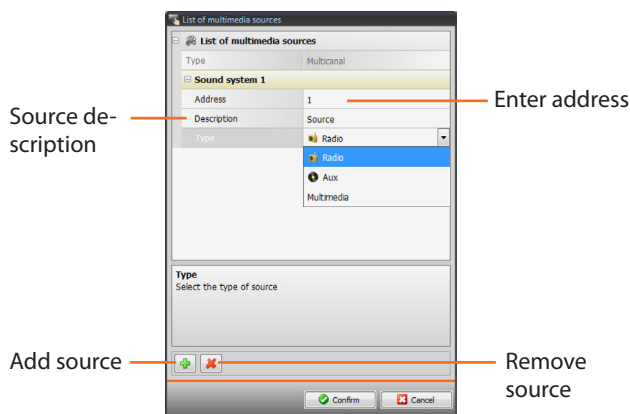 List of multimedia sources
List of multimedia sources
Type Multicanal
Sound system 1
Address 1
Enter address
Source de-
scription
Description Source
Type Radio
Radio
Aux
Multimedia
Type
Select the type of source
Add source
Remove
source
Confirm Cancel